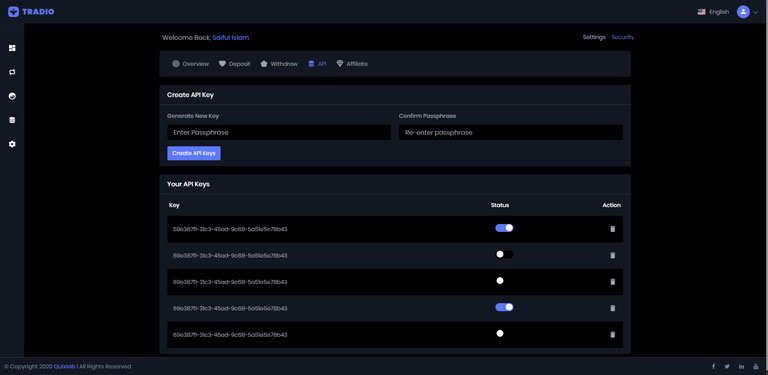 TRADIO
English
Welcome Back, Saiful Islam
Settings Security
Overview Deposit Withdraw API Affiliate
Create API Key
Generate New Key Confirm Passphrase
Enter Passphrase Re-enter passphrase
Create API Keys
Your API Keys
Key Status Action
69e387f1-31c3-45ad-9c68-5a51e5e78b43
69e387f1-31c3-45ad-9c68-5a51e5e78b43
69e387f1-31c3-45ad-9c68-5a51e5e78b43
69e387f1-31c3-45ad-9c68-5a51e5e78b43
69e387f1-31c3-45ad-9c68-5a51e5e78b43
© Copyright 2020 Quixlab I All Rights Reserved